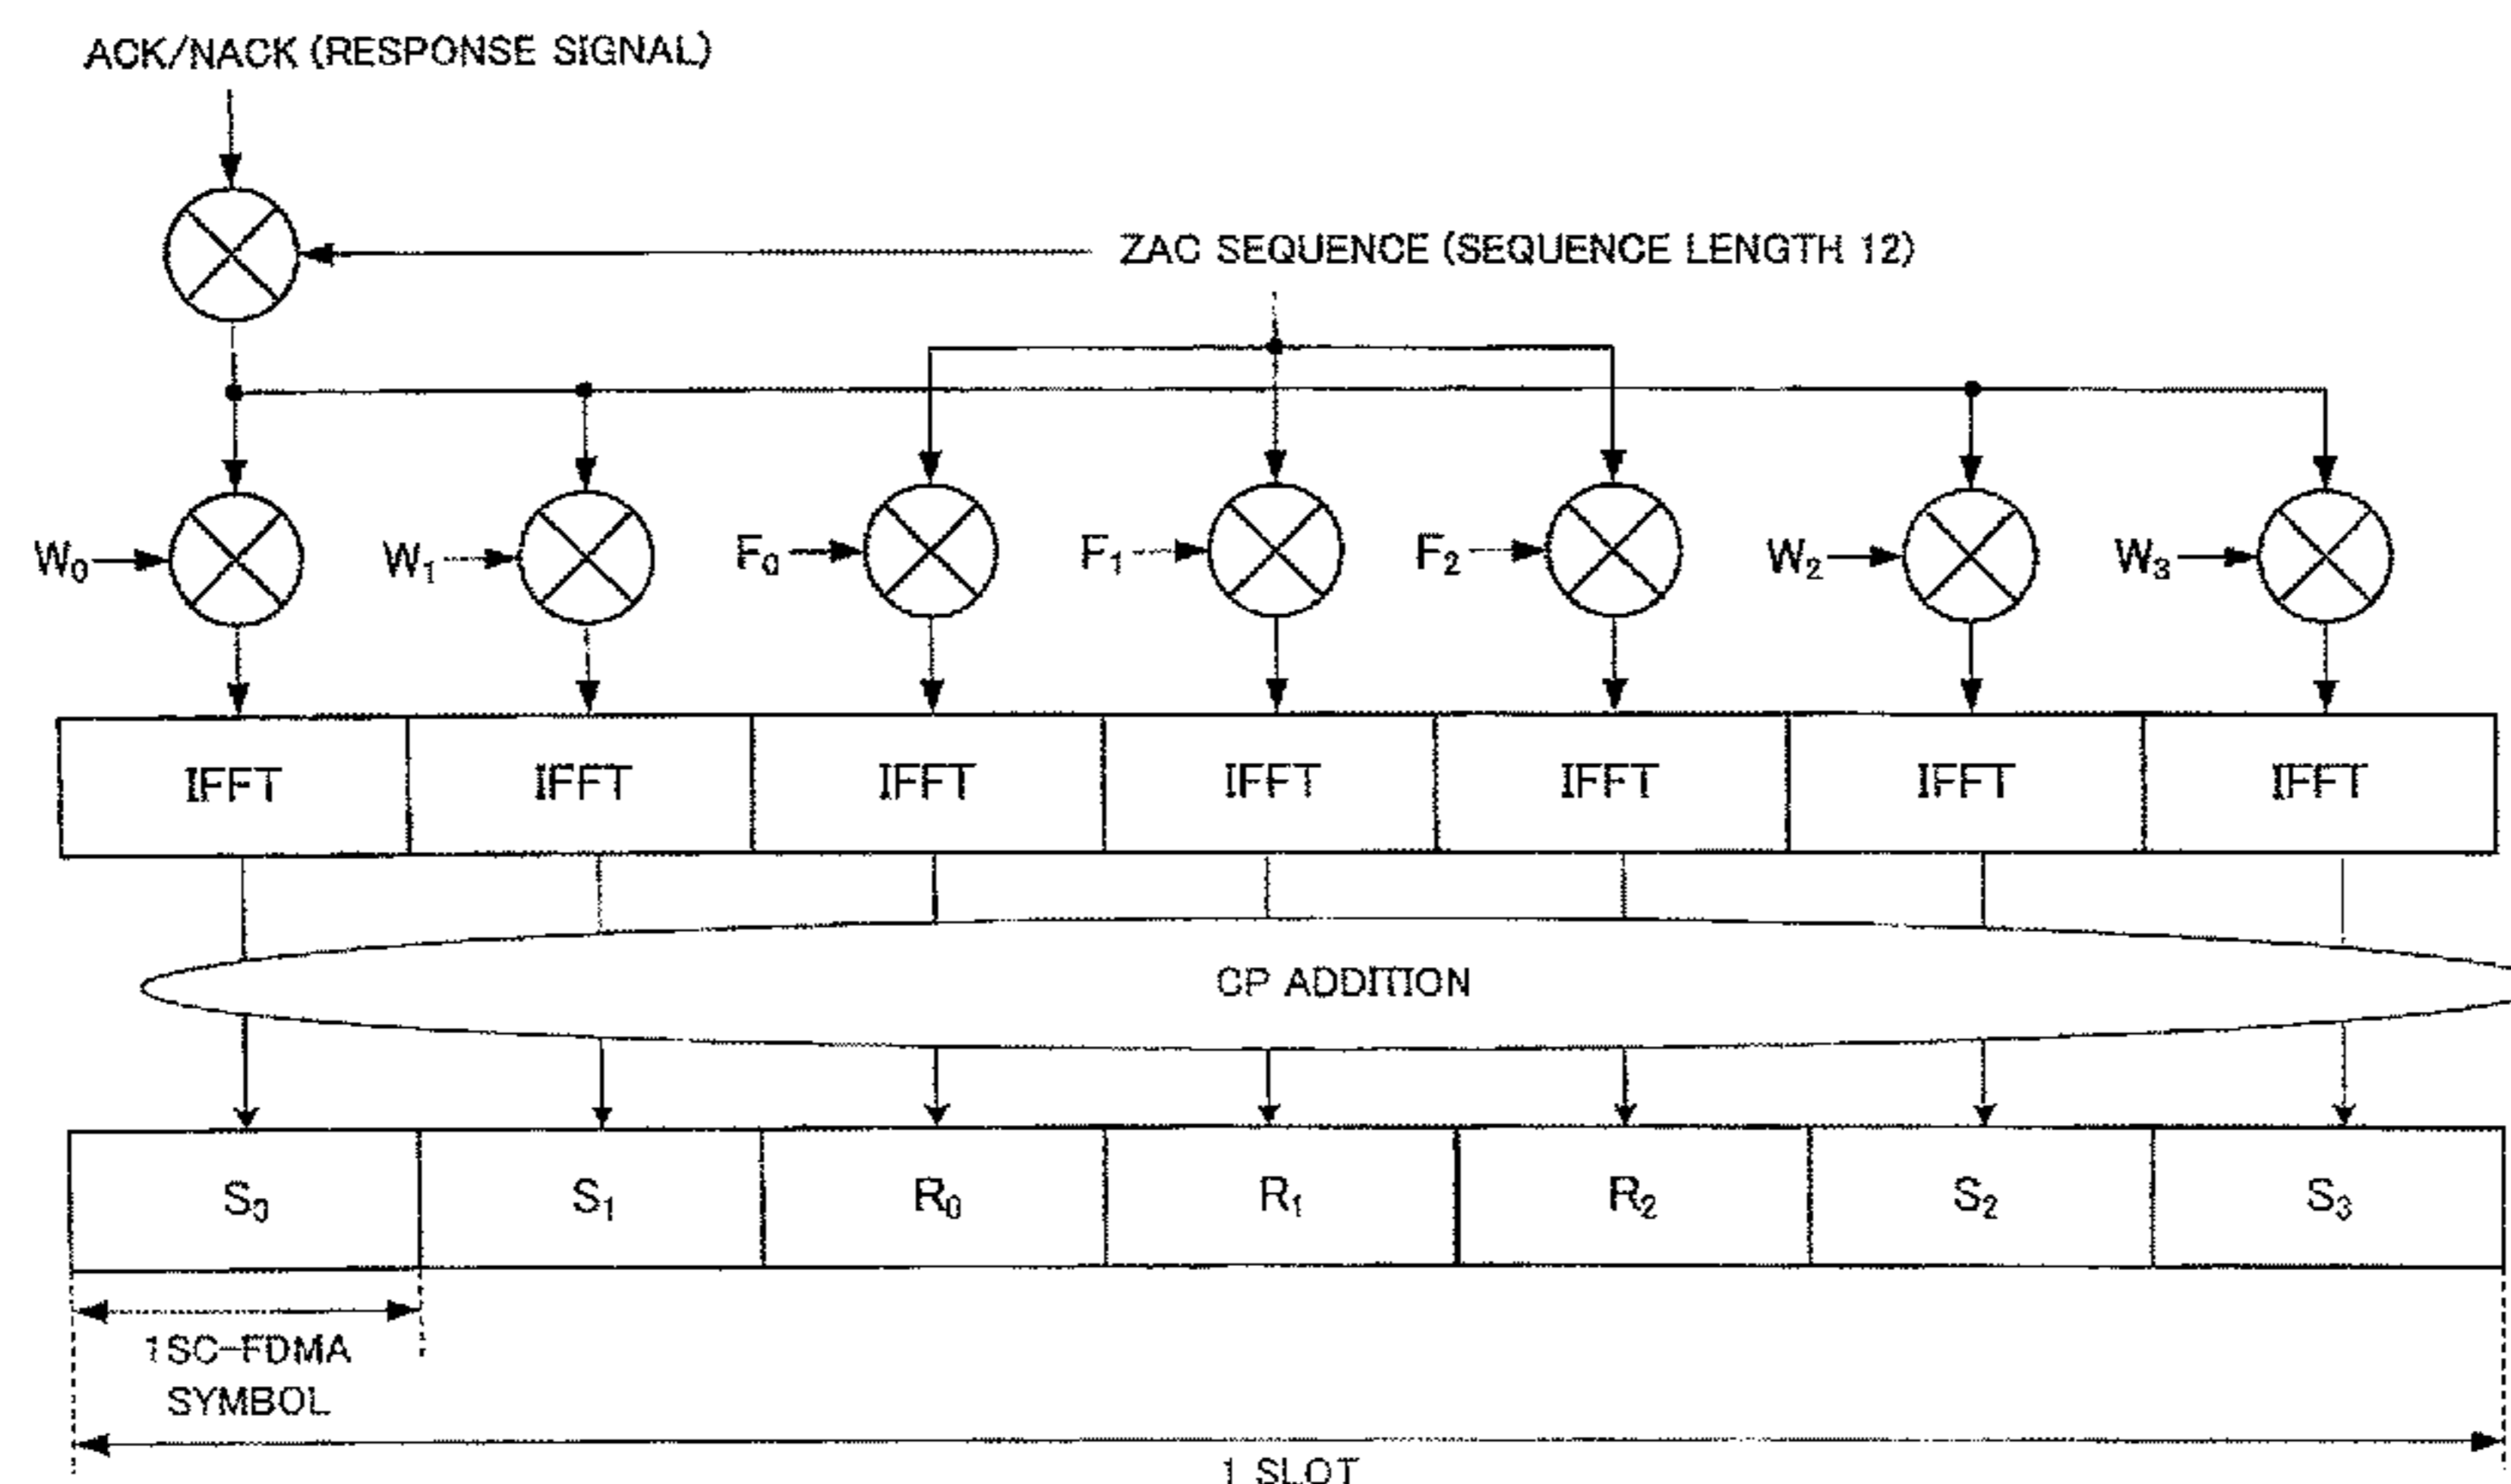 ACK/NACK (RESPONSE SIGNAL)
ZAC SEQUENCE (SEQUENCE LENGTH 12)
W0 W1 F0 F1 F2 W2 W3
IFFT IFFT IFFT IFFT IFFT IFFT IFFT
CP ADDITION
S0 S1 R0 R1 R2 S2 S3
1SC-FDMA
SYMBOL
1 SLOT